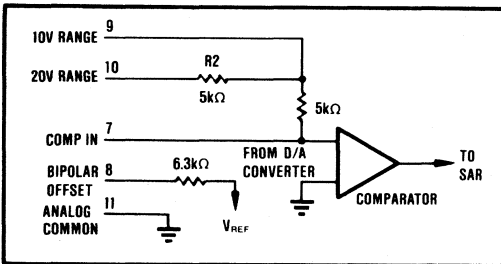 10V RANGE 9
20V RANGE 10
R2
5kΩ
5kΩ
COMP IN 7
FROM D/A
CONVERTER
TO
SAR
COMPARATOR
BIPOLAR
OFFSET
8
6.3kΩ
VREF
ANALOG
COMMON
11